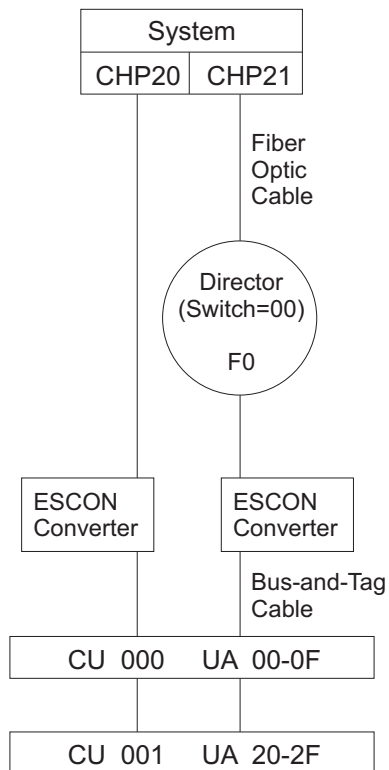 System
CHP20 CHP21
Fiber
Optic
Cable
Director
(Switch=00)
F0
ESCON
Converter
ESCON
Converter
Bus-and-Tag
Cable
CU 000 UA 00-0F
CU 001 UA 20-2F